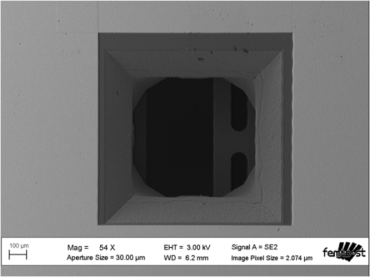 100 µm
Mag = 54 X
EHT = 3.00 kV
Signal A = SE2
Aperture Size = 30.00 µm
WD = 6.2 mm
Image Pixel Size = 2.074 µm